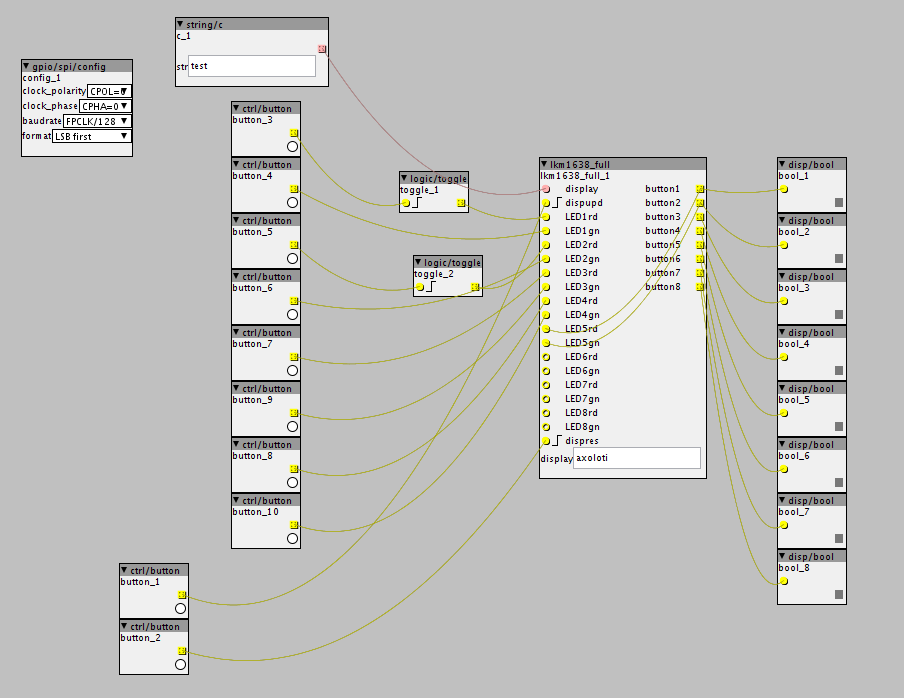 string/c
c_1
str test
gpio/spi/config
config_1
clock_polarity CPOL=0
clock_phase CPHA=0
baudrate FPCLK/128
format LSB first
ctrl/button
button_3
ctrl/button
button_4
ctrl/button
button_5
ctrl/button
button_6
ctrl/button
button_7
ctrl/button
button_9
ctrl/button
button_8
ctrl/button
button_10
ctrl/button
button_1
ctrl/button
button_2
logic/toggle
toggle_1
logic/toggle
toggle_2
lkm1638_full
lkm1638_full_1
display button1
dispupd button2
LED1rd button3
LED1gn button4
LED2rd button5
LED2gn button6
LED3rd button7
LED3gn button8
LED4rd
LED4gn
LED5rd
LED5gn
LED6rd
LED6gn
LED7rd
LED7gn
LED8rd
LED8gn
dispres
display axoloti
disp/bool
bool_1
disp/bool
bool_2
disp/bool
bool_3
disp/bool
bool_4
disp/bool
bool_5
disp/bool
bool_6
disp/bool
bool_7
disp/bool
bool_8